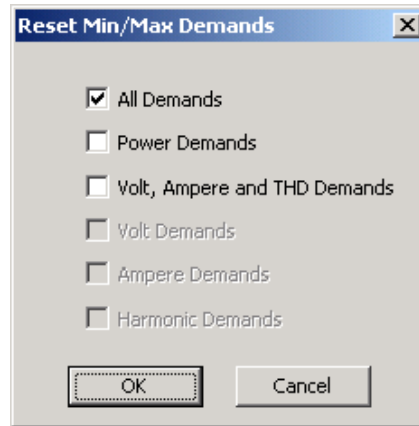 Reset Min/Max Demands
All Demands
Power Demands
Volt, Ampere and THD Demands
Volt Demands
Ampere Demands
Harmonic Demands
OK Cancel